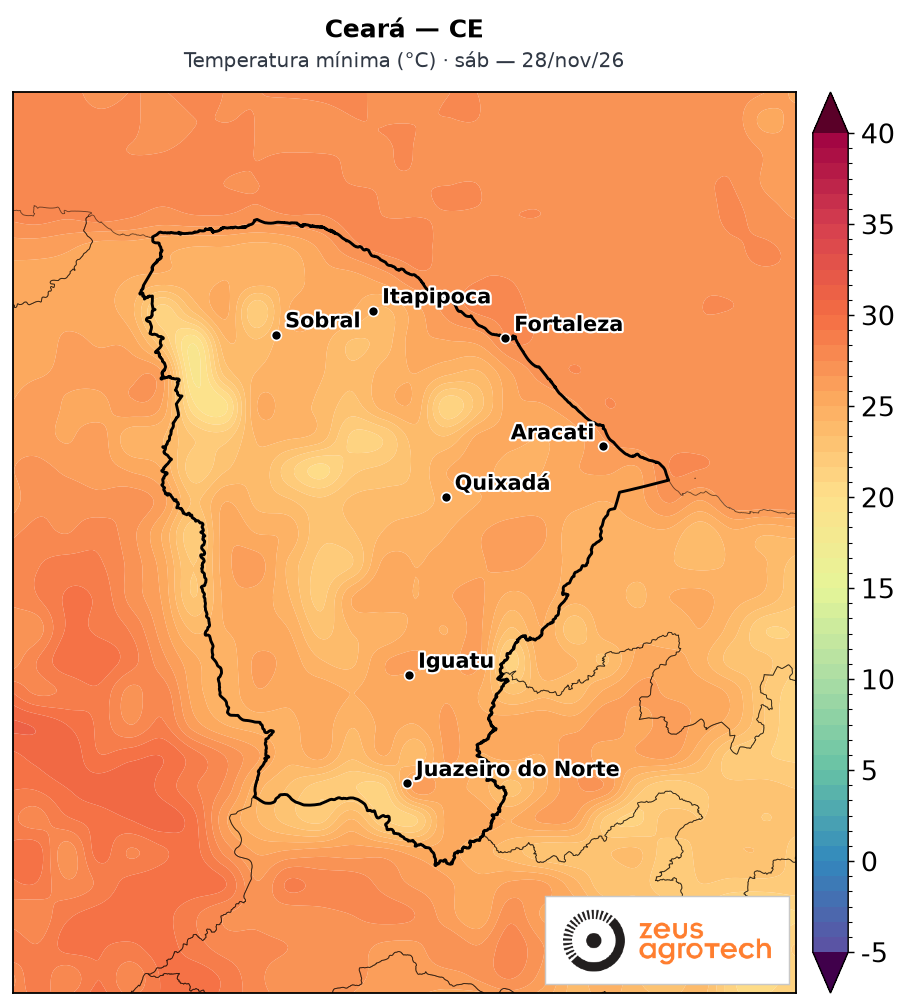 Ceará — CE
Temperatura mínima (°C) · sáb — 28/nov/26
Itapipoca
Sobral
Fortaleza
Aracati
Quixadá
Iguatu
Juazeiro do Norte
40
35
30
25
20
15
10
5
0
-5
zeus
agrotech